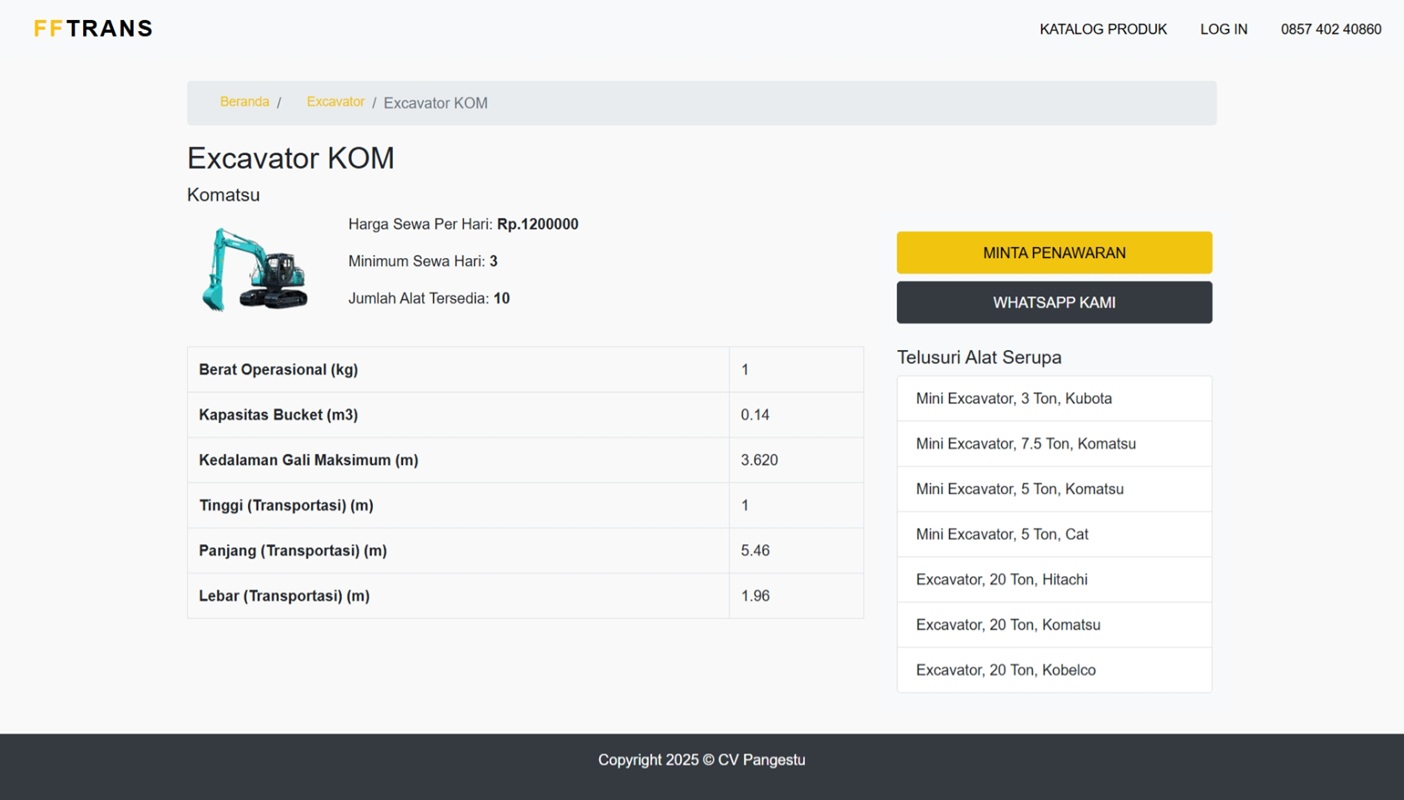 FFTRANS
KATALOG PRODUK LOG IN 0857 402 40860
Beranda / Excavator / Excavator KOM
Excavator KOM
Komatsu
Harga Sewa Per Hari: Rp.1200000
Minimum Sewa Hari: 3
Jumlah Alat Tersedia: 10
MINTA PENAWARAN
WHATSAPP KAMI
Berat Operasional (kg) 1
Kapasitas Bucket (m3) 0.14
Kedalaman Gali Maksimum (m) 3.620
Tinggi (Transportasi) (m) 1
Panjang (Transportasi) (m) 5.46
Lebar (Transportasi) (m) 1.96
Telusuri Alat Serupa
Mini Excavator, 3 Ton, Kubota
Mini Excavator, 7.5 Ton, Komatsu
Mini Excavator, 5 Ton, Komatsu
Mini Excavator, 5 Ton, Cat
Excavator, 20 Ton, Hitachi
Excavator, 20 Ton, Komatsu
Excavator, 20 Ton, Kobelco
Copyright 2025 © CV Pangestu